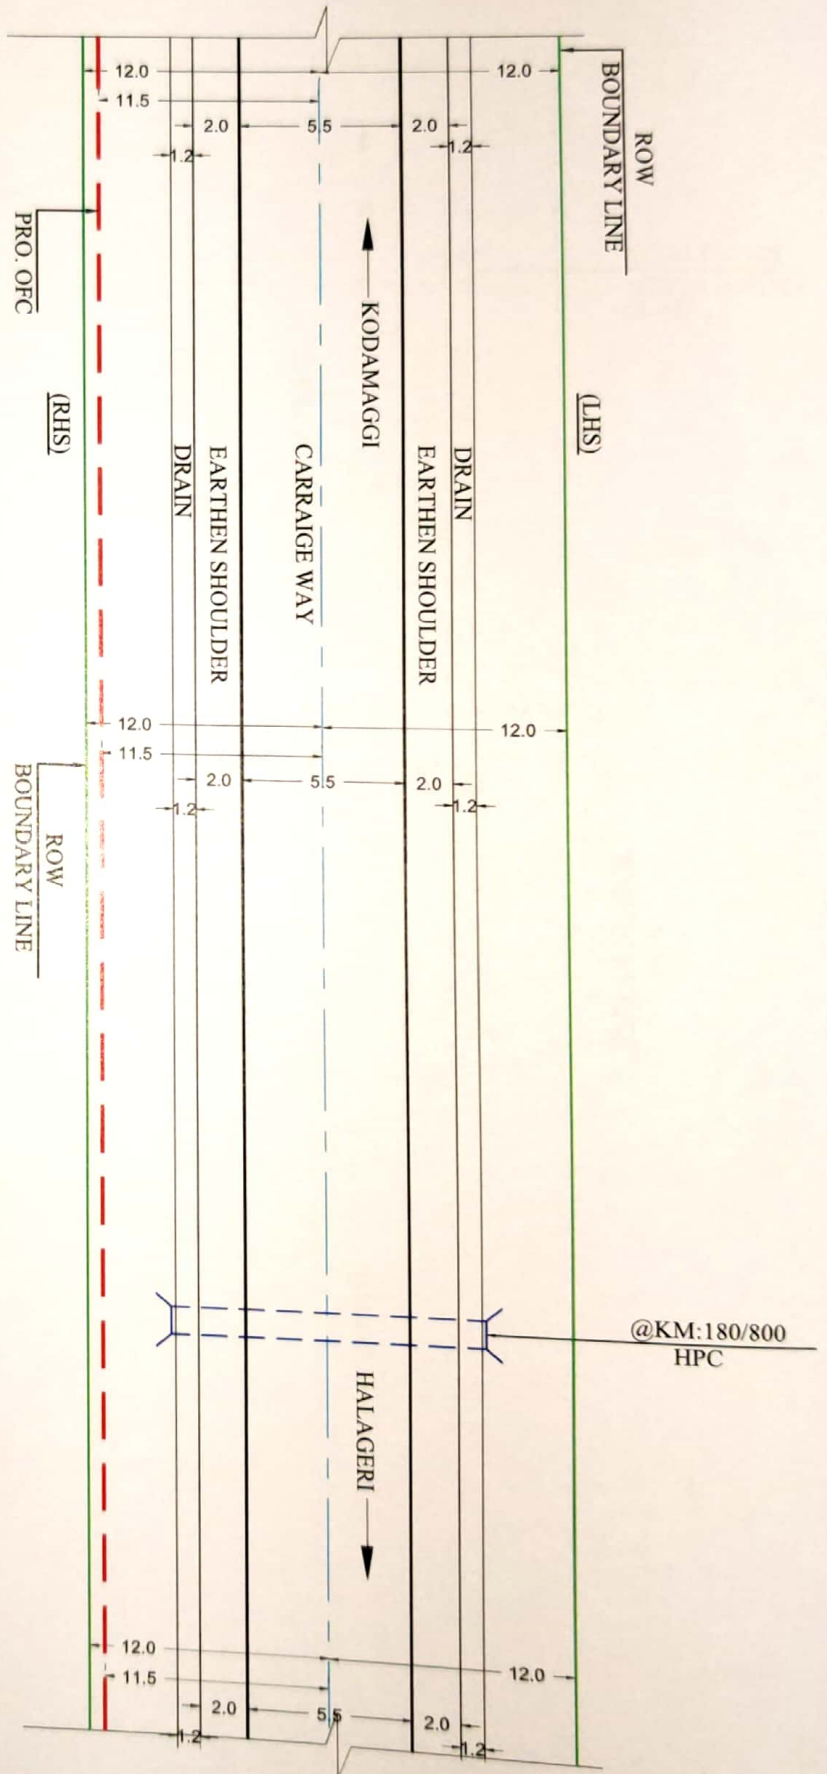 ROW
BOUNDARY LINE
12.0
12.0
11.5
2.0
5.5
2.0
1.2
1.2
PRO. OFC
KODAMAGGI
(RHS)
(LHS)
DRAIN
EARTHEN SHOULDER
CARRAIGE WAY
EARTHEN SHOULDER
DRAIN
12.0
12.0
11.5
2.0
5.5
2.0
1.2
1.2
ROW
BOUNDARY LINE
@KM:180/800
HPC
HALAGERI
12.0
12.0
11.5
2.0
5.5
2.0
1.2
1.2